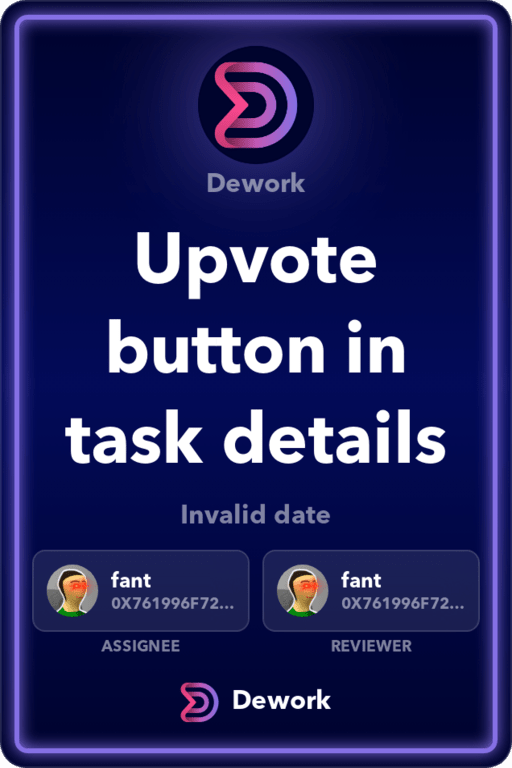 Dework
Upvote
button in
task details
Invalid date
fant
0X761996F72...
ASSIGNEE
fant
0X761996F72...
REVIEWER
Dework